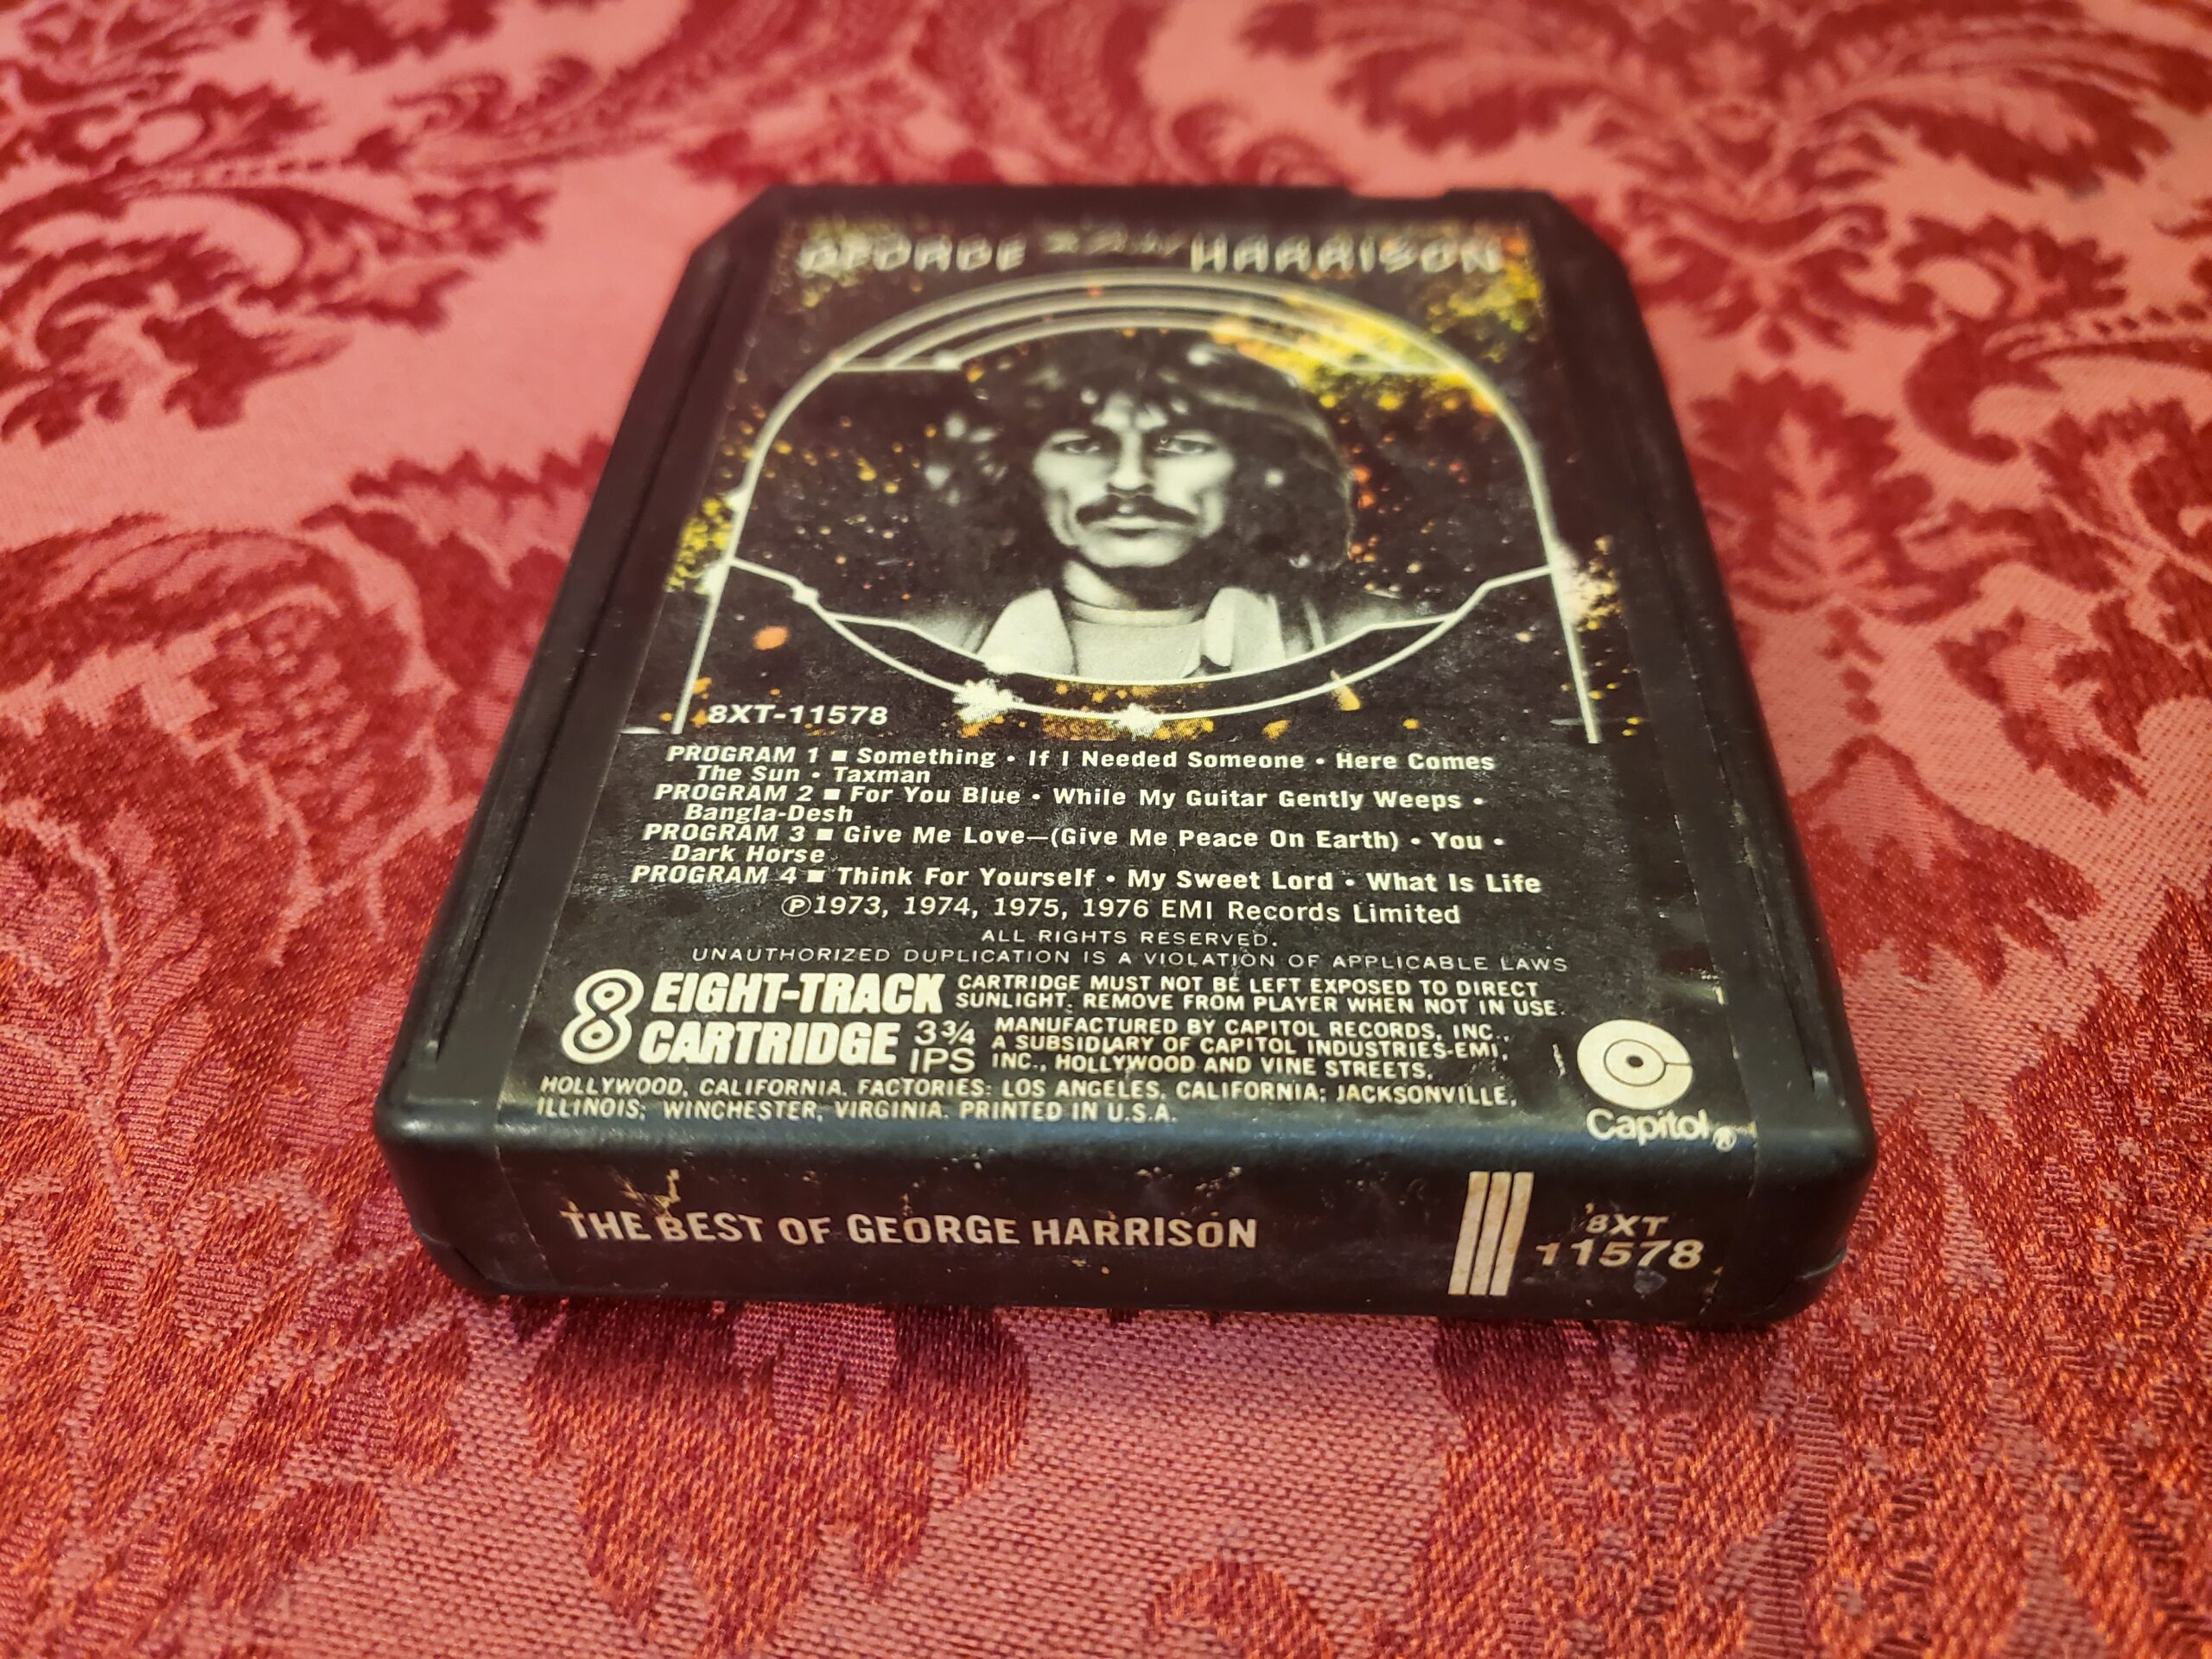 GEORGE HARRISON
8XT-11578
PROGRAM 1 ■ Something • If I Needed Someone • Here Comes
The Sun • Taxman
PROGRAM 2 ■ For You Blue • While My Guitar Gently Weeps •
Bangla-Desh
PROGRAM 3 ■ Give Me Love—(Give Me Peace On Earth) • You •
Dark Horse
PROGRAM 4 ■ Think For Yourself • My Sweet Lord • What Is Life
Ⓟ1973, 1974, 1975, 1976 EMI Records Limited
ALL RIGHTS RESERVED.
UNAUTHORIZED DUPLICATION IS A VIOLATION OF APPLICABLE LAWS
8 EIGHT-TRACK CARTRIDGE 3¾ IPS
CARTRIDGE MUST NOT BE LEFT EXPOSED TO DIRECT
SUNLIGHT. REMOVE FROM PLAYER WHEN NOT IN USE.
MANUFACTURED BY CAPITOL RECORDS, INC.,
A SUBSIDIARY OF CAPITOL INDUSTRIES-EMI,
INC., HOLLYWOOD AND VINE STREETS,
HOLLYWOOD, CALIFORNIA. FACTORIES: LOS ANGELES, CALIFORNIA; JACKSONVILLE,
ILLINOIS; WINCHESTER, VIRGINIA. PRINTED IN U.S.A.
Capitol®
THE BEST OF GEORGE HARRISON
8XT
11578